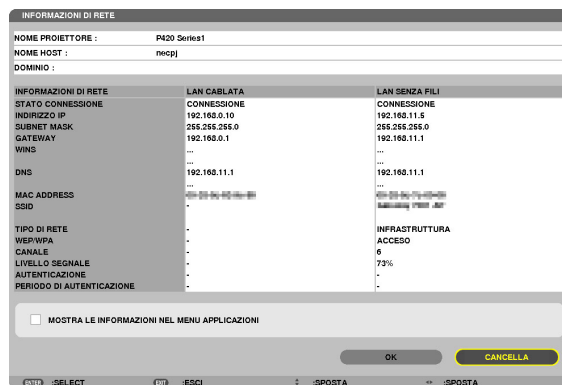 INFORMAZIONI DI RETE
NOME PROIETTORE : P420 Series1
NOME HOST : necpj
DOMINIO :
INFORMAZIONI DI RETE LAN CABLATA LAN SENZA FILI
STATO CONNESSIONE CONNESSIONE CONNESSIONE
INDIRIZZO IP 192.168.0.10 192.168.11.5
SUBNET MASK 255.255.255.0 255.255.255.0
GATEWAY 192.168.0.1 192.168.11.1
WINS ... ...
... ...
DNS 192.168.11.1 192.168.11.1
... ...
MAC ADDRESS
SSID -
TIPO DI RETE - INFRASTRUTTURA
WEP/WPA - ACCESO
CANALE - 6
LIVELLO SEGNALE - 73%
AUTENTICAZIONE - -
PERIODO DI AUTENTICAZIONE - -
MOSTRA LE INFORMAZIONI NEL MENU APPLICAZIONI
OK CANCELLA
ENTER :SELECT EXIT :ESCI :SPOSTA :SPOSTA